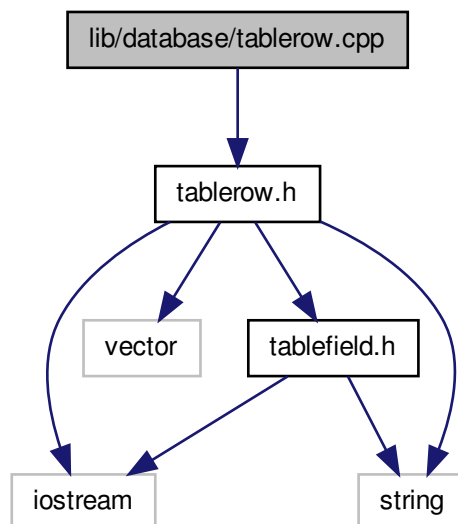 lib/database/tablerow.cpp
tablerow.h
vector
tablefield.h
iostream
string